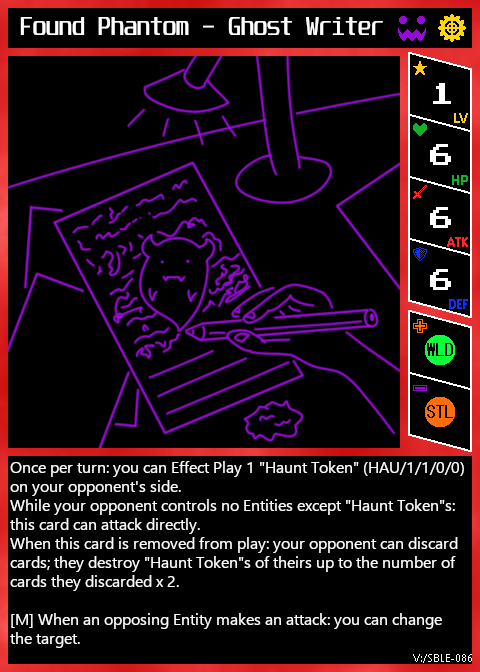 Found Phantom - Ghost Writer
1
LV
6
HP
6
ATK
6
DEF
WLD
STL
Once per turn: you can Effect Play 1 "Haunt Token" (HAU/1/1/0/0)
on your opponent's side.
While your opponent controls no Entities except "Haunt Token"s:
this card can attack directly.
When this card is removed from play: your opponent can discard
cards; they destroy "Haunt Token"s of theirs up to the number of
cards they discarded x 2.
[M] When an opposing Entity makes an attack: you can change
the target.
V:/SBLE-086